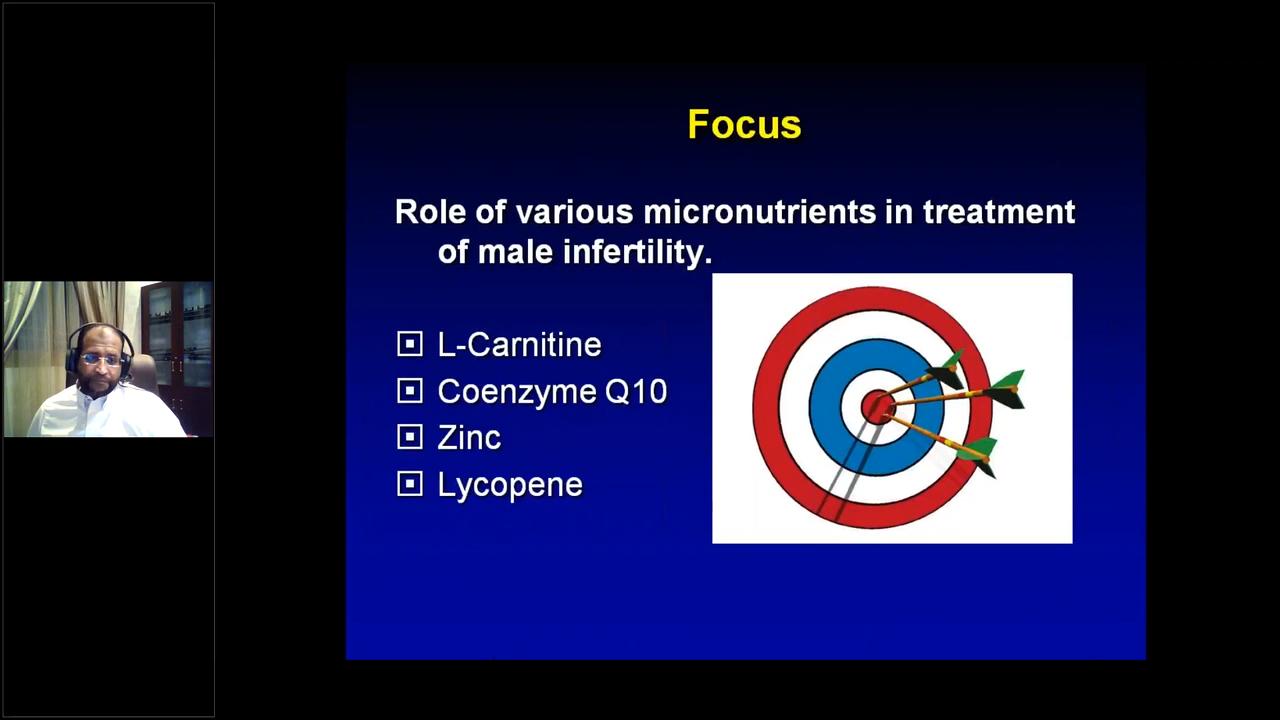 Focus
Role of various micronutrients in treatment
of male infertility.
L-Carnitine
Coenzyme Q10
Zinc
Lycopene